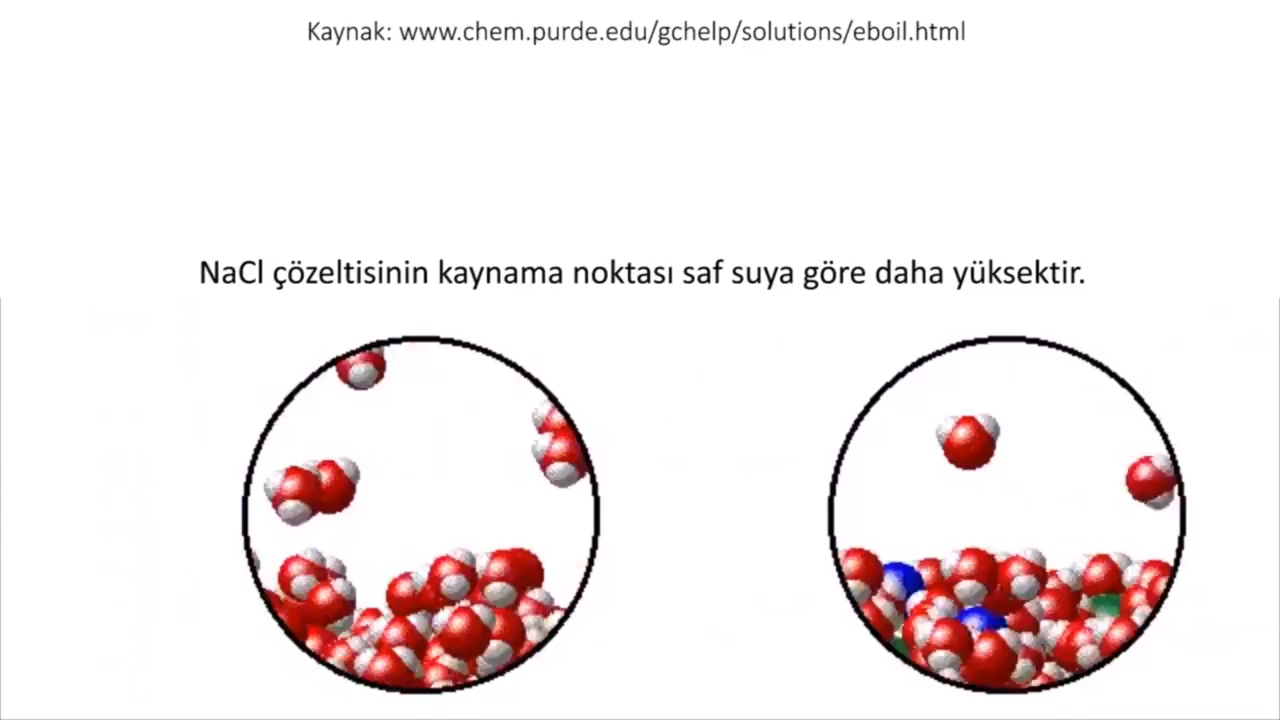 Kaynak: www.chem.purde.edu/gchelp/solutions/eboil.html
NaCl çözeltisinin kaynama noktası saf suya göre daha yüksektir.